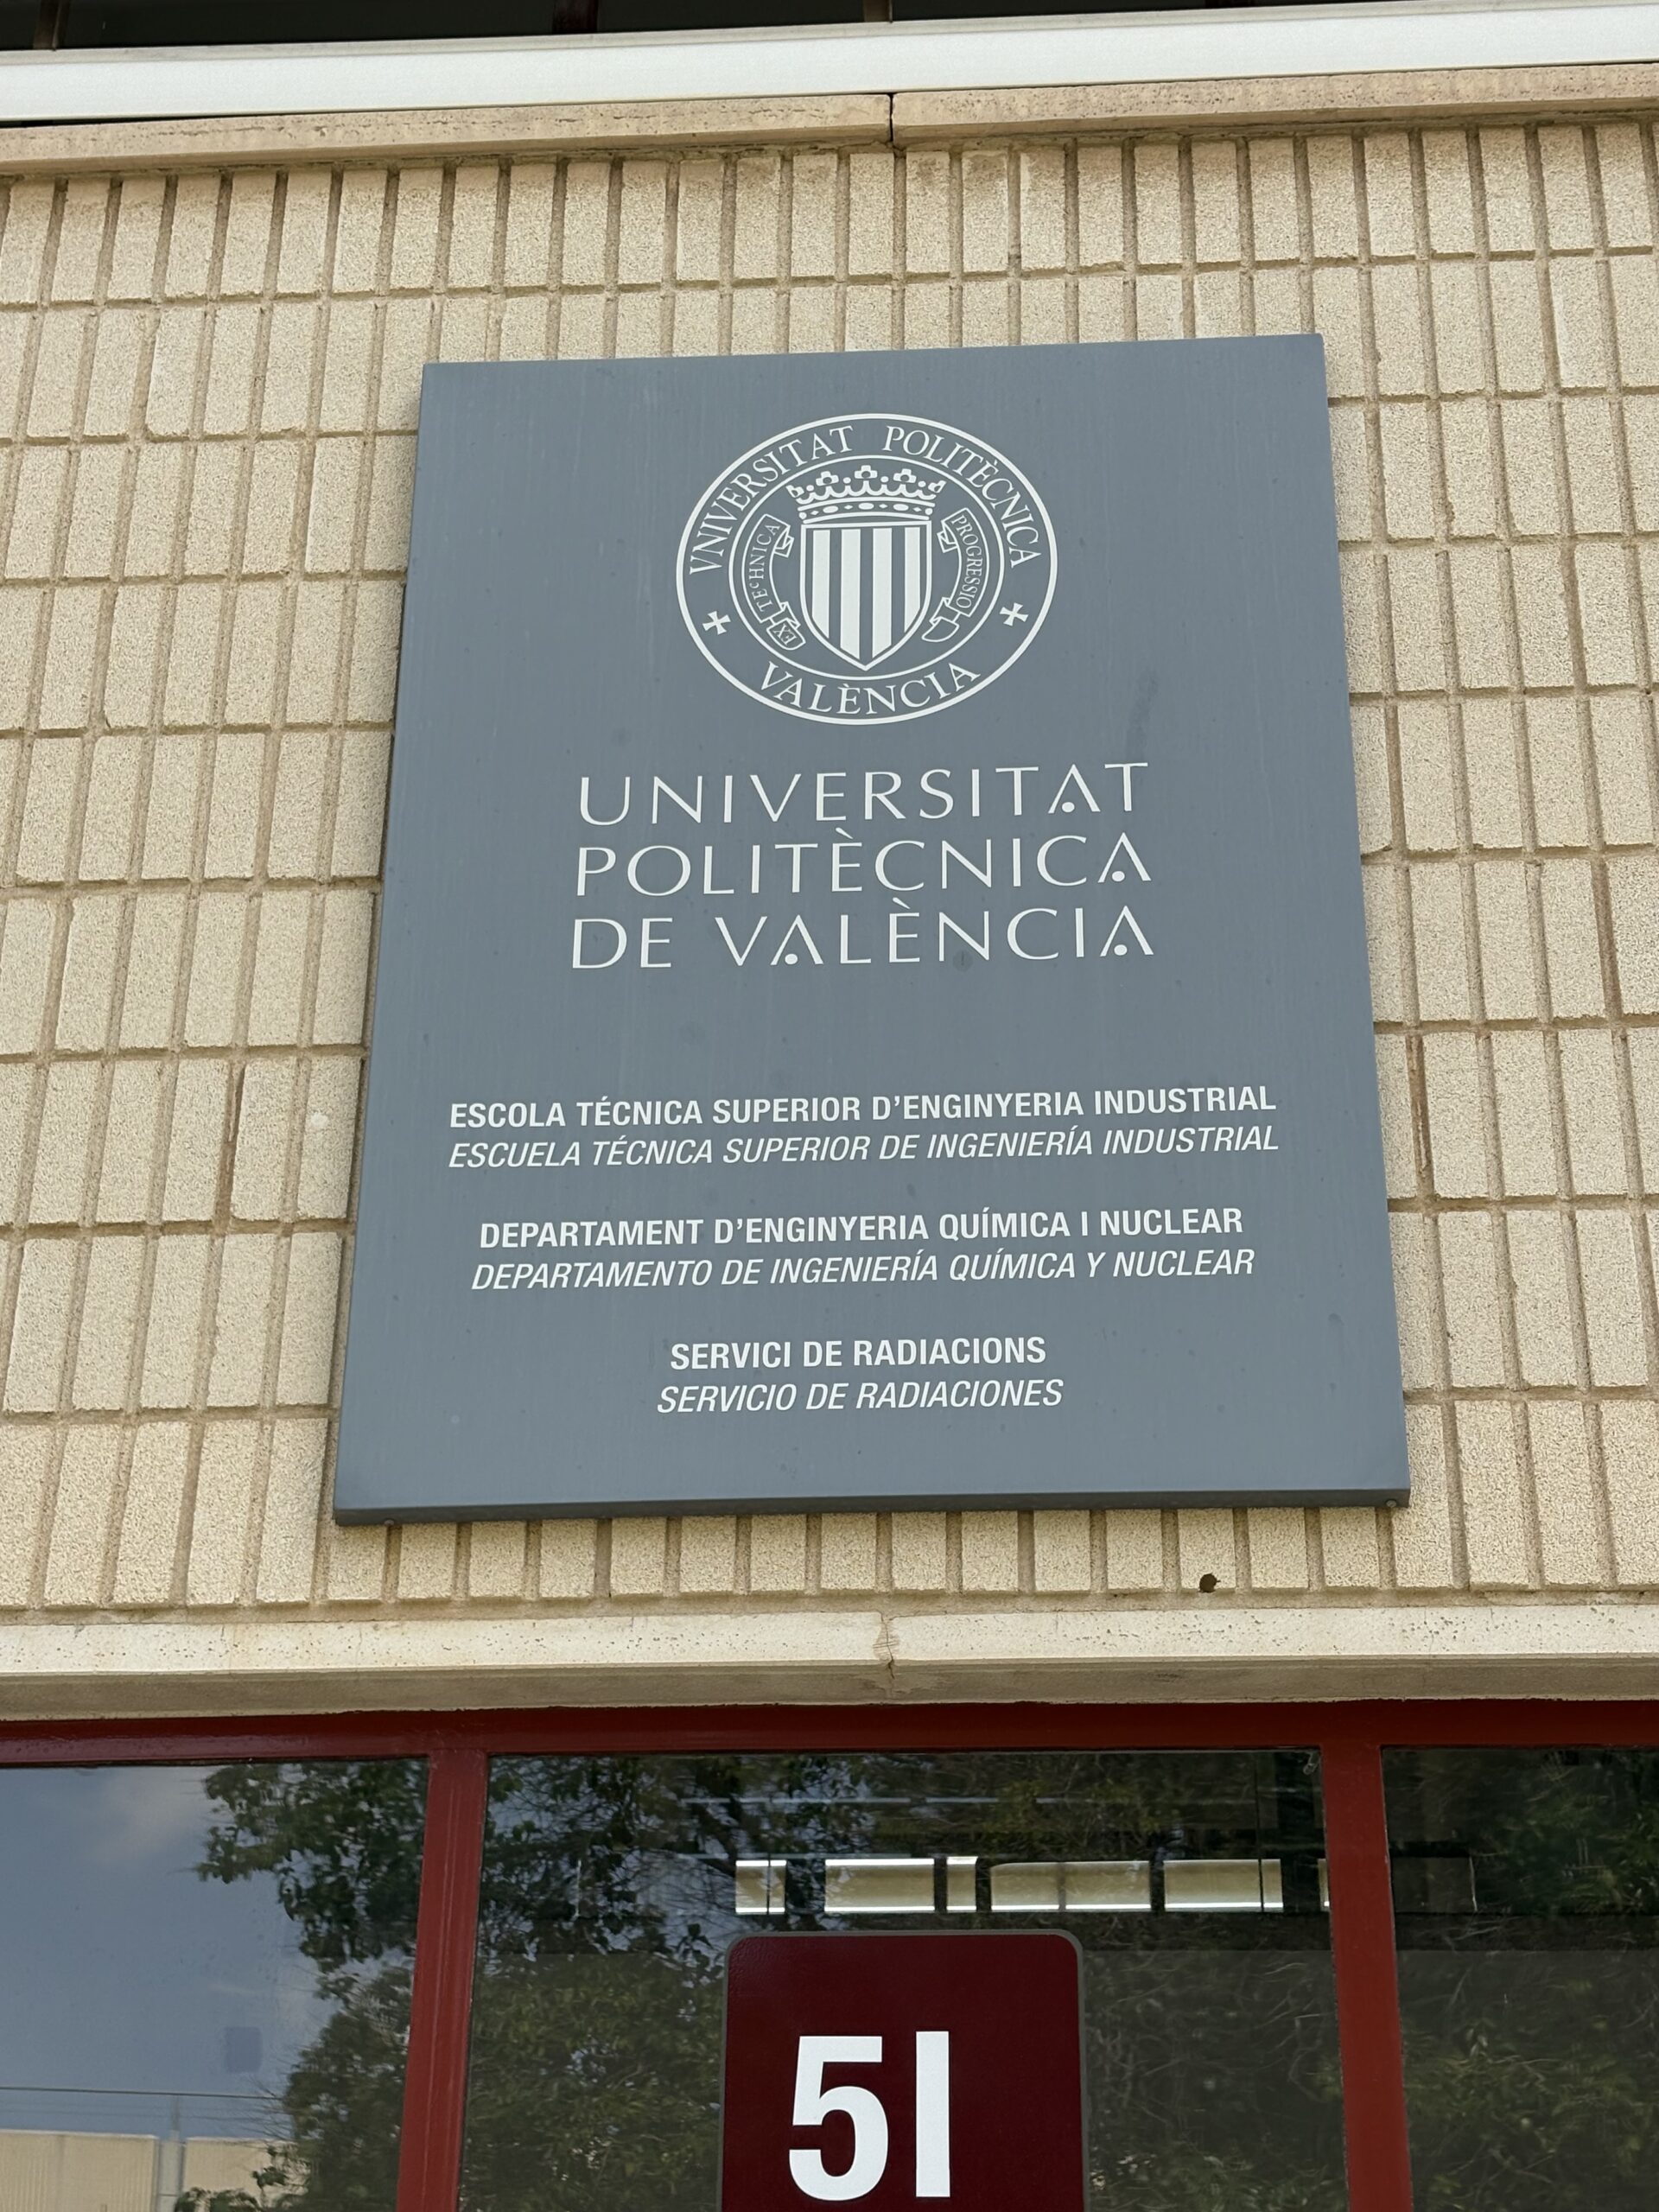 UNIVERSITAT POLITÈCNICA
EX TEcHNICA
PROGRESSIO
VALÈNCIA
UNIVERSITAT
POLITÈCNICA
DE VALÈNCIA
ESCOLA TÉCNICA SUPERIOR D’ENGINYERIA INDUSTRIAL
ESCUELA TÉCNICA SUPERIOR DE INGENIERÍA INDUSTRIAL
DEPARTAMENT D’ENGINYERIA QUÍMICA I NUCLEAR
DEPARTAMENTO DE INGENIERÍA QUÍMICA Y NUCLEAR
SERVICI DE RADIACIONS
SERVICIO DE RADIACIONES
5I